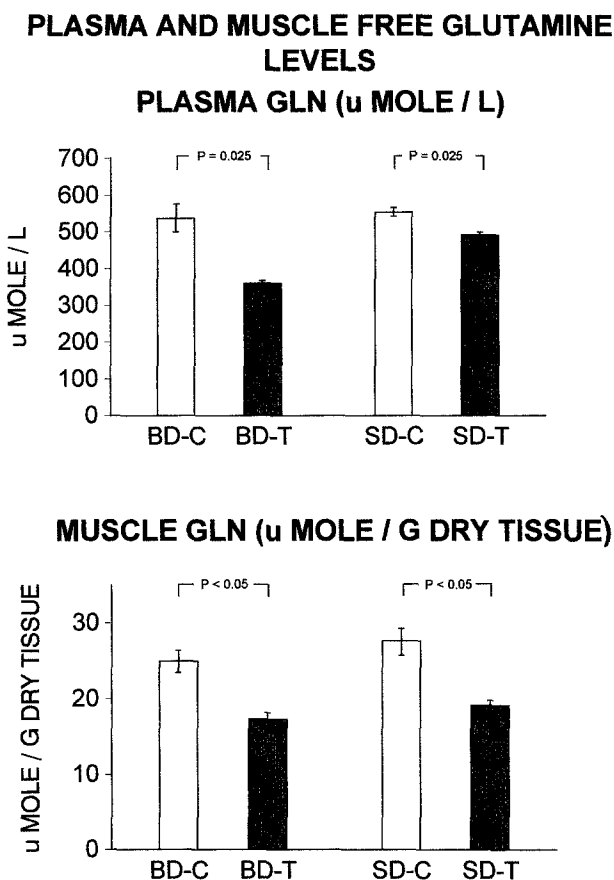 PLASMA AND MUSCLE FREE GLUTAMINE
LEVELS
PLASMA GLN (u MOLE / L)
u MOLE / L
700
600
500
400
300
200
100
0
P = 0.025
P = 0.025
BD-C BD-T SD-C SD-T
MUSCLE GLN (u MOLE / G DRY TISSUE)
u MOLE / G DRY TISSUE
30
20
10
0
P < 0.05
P < 0.05
BD-C BD-T SD-C SD-T